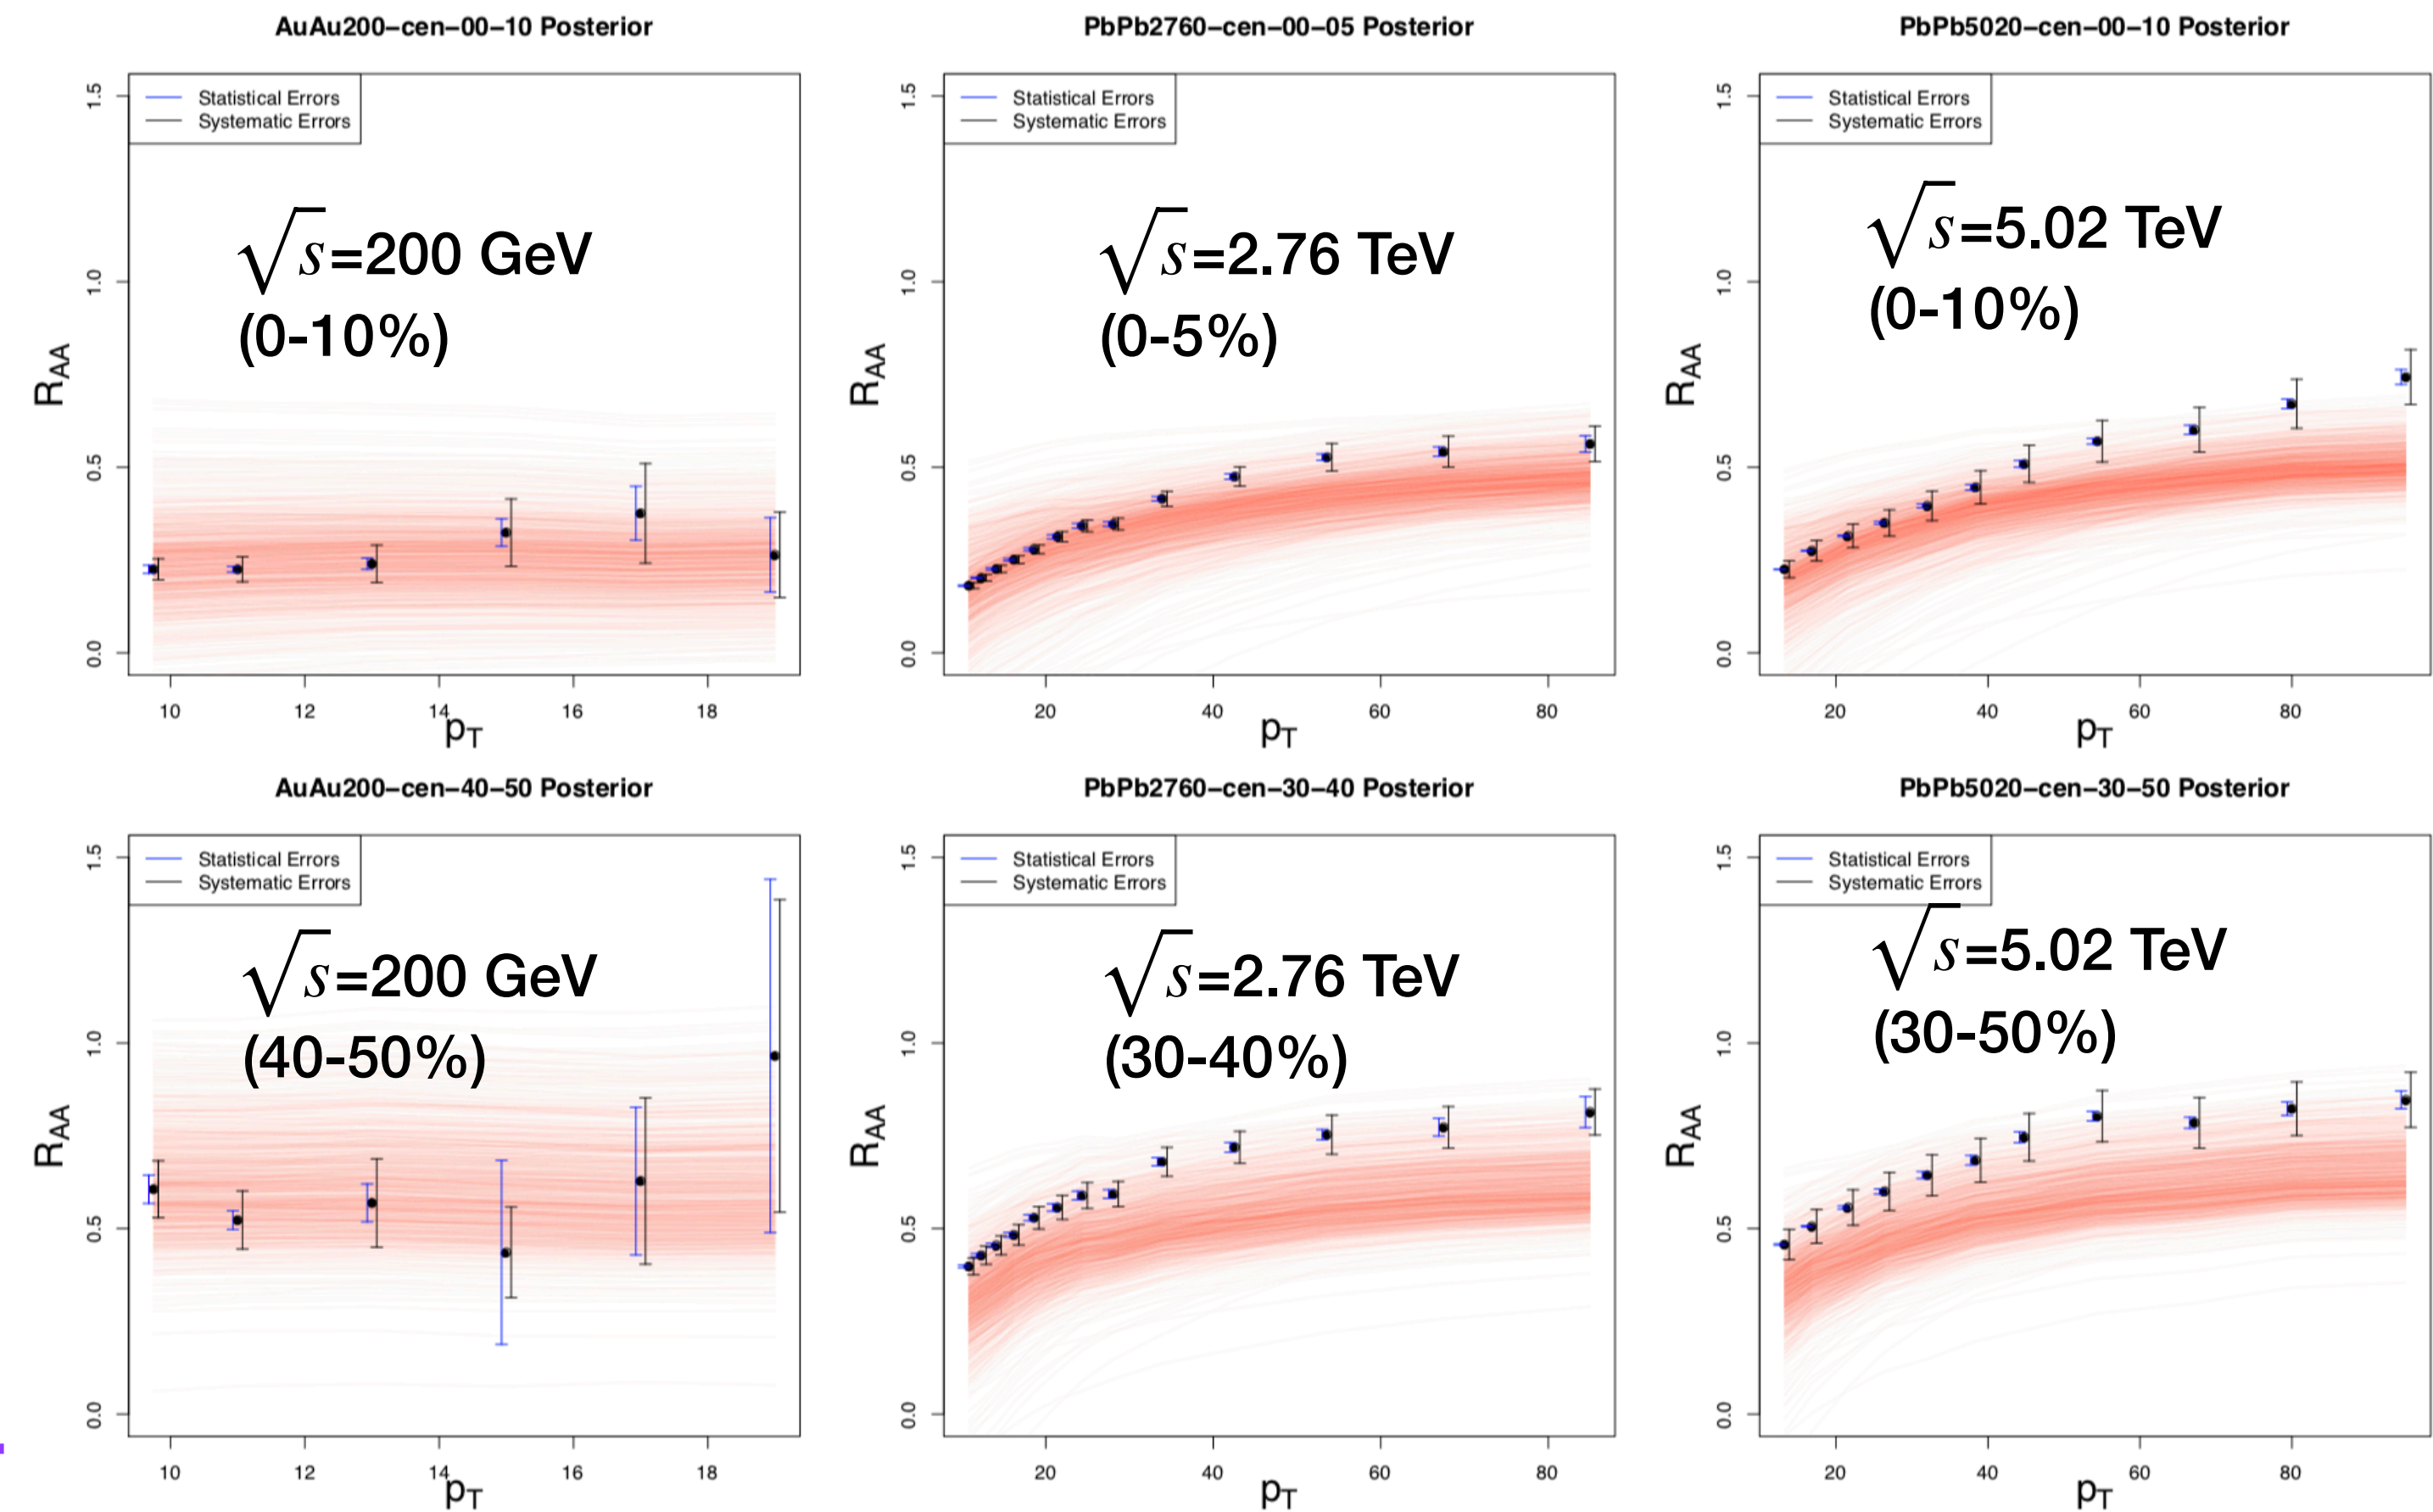 AuAu200-cen-00-10 Posterior
1.5
1.0
0.5
0.0
RAA
Statistical Errors
Systematic Errors
√s=200 GeV
(0-10%)
10 12 14 16 18
pT
PbPb2760-cen-00-05 Posterior
1.5
1.0
0.5
0.0
RAA
Statistical Errors
Systematic Errors
√s=2.76 TeV
(0-5%)
20 40 60 80
pT
PbPb5020-cen-00-10 Posterior
1.5
1.0
0.5
0.0
RAA
Statistical Errors
Systematic Errors
√s=5.02 TeV
(0-10%)
20 40 60 80
pT
AuAu200-cen-40-50 Posterior
1.5
1.0
0.5
0.0
RAA
Statistical Errors
Systematic Errors
√s=200 GeV
(40-50%)
10 12 14 16 18
pT
PbPb2760-cen-30-40 Posterior
1.5
1.0
0.5
0.0
RAA
Statistical Errors
Systematic Errors
√s=2.76 TeV
(30-40%)
20 40 60 80
pT
PbPb5020-cen-30-50 Posterior
1.5
1.0
0.5
0.0
RAA
Statistical Errors
Systematic Errors
√s=5.02 TeV
(30-50%)
20 40 60 80
pT